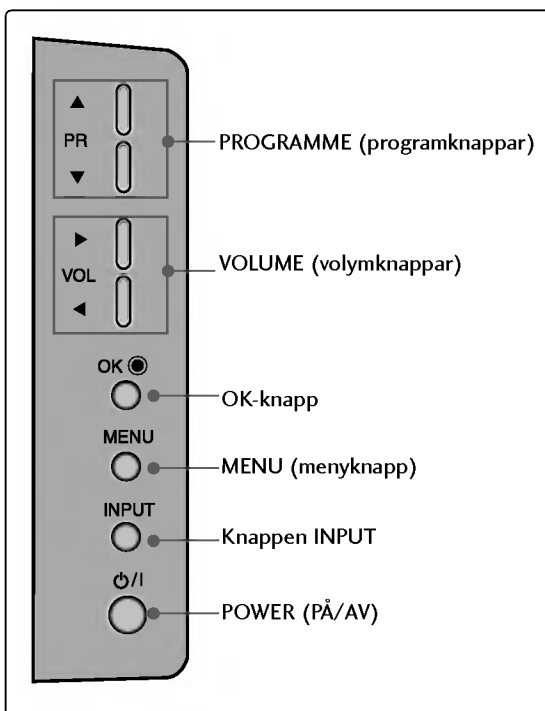 PR
PROGRAMME (programknappar)
VOL
VOLUME (volymknappar)
OK
OK-knapp
MENU
MENU (menyknapp)
INPUT
Knappen INPUT
⏻/I
POWER (PÅ/AV)